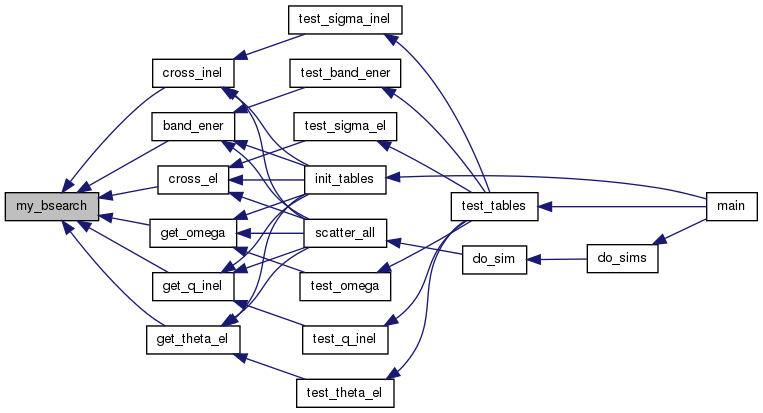 test_sigma_inel
cross_inel
test_band_ener
band_ener
test_sigma_el
cross_el
init_tables
my_bsearch
test_tables
main
get_omega
scatter_all
do_sim
do_sims
get_q_inel
test_omega
get_theta_el
test_q_inel
test_theta_el